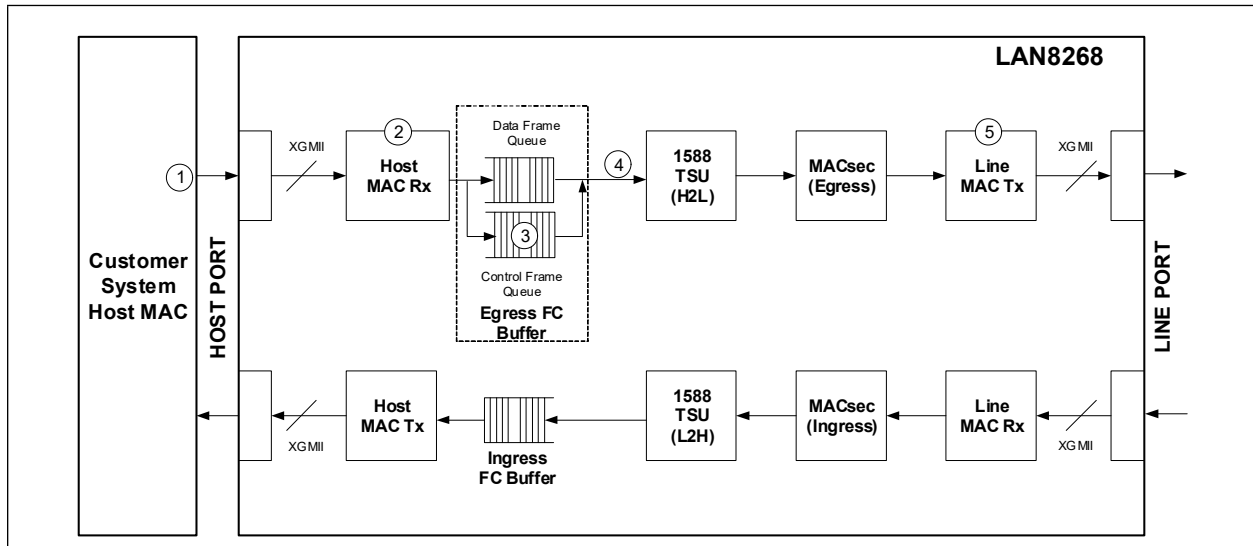 LAN8268
Customer
System
Host MAC
HOST PORT
1
XGMII
2
Host
MAC Rx
Data Frame
Queue
3
Control Frame
Queue
Egress FC
Buffer
4
1588
TSU
(H2L)
MACsec
(Egress)
5
Line
MAC Tx
XGMII
LINE PORT
XGMII
Host
MAC Tx
Ingress
FC Buffer
1588
TSU
(L2H)
MACsec
(Ingress)
Line
MAC Rx
XGMII